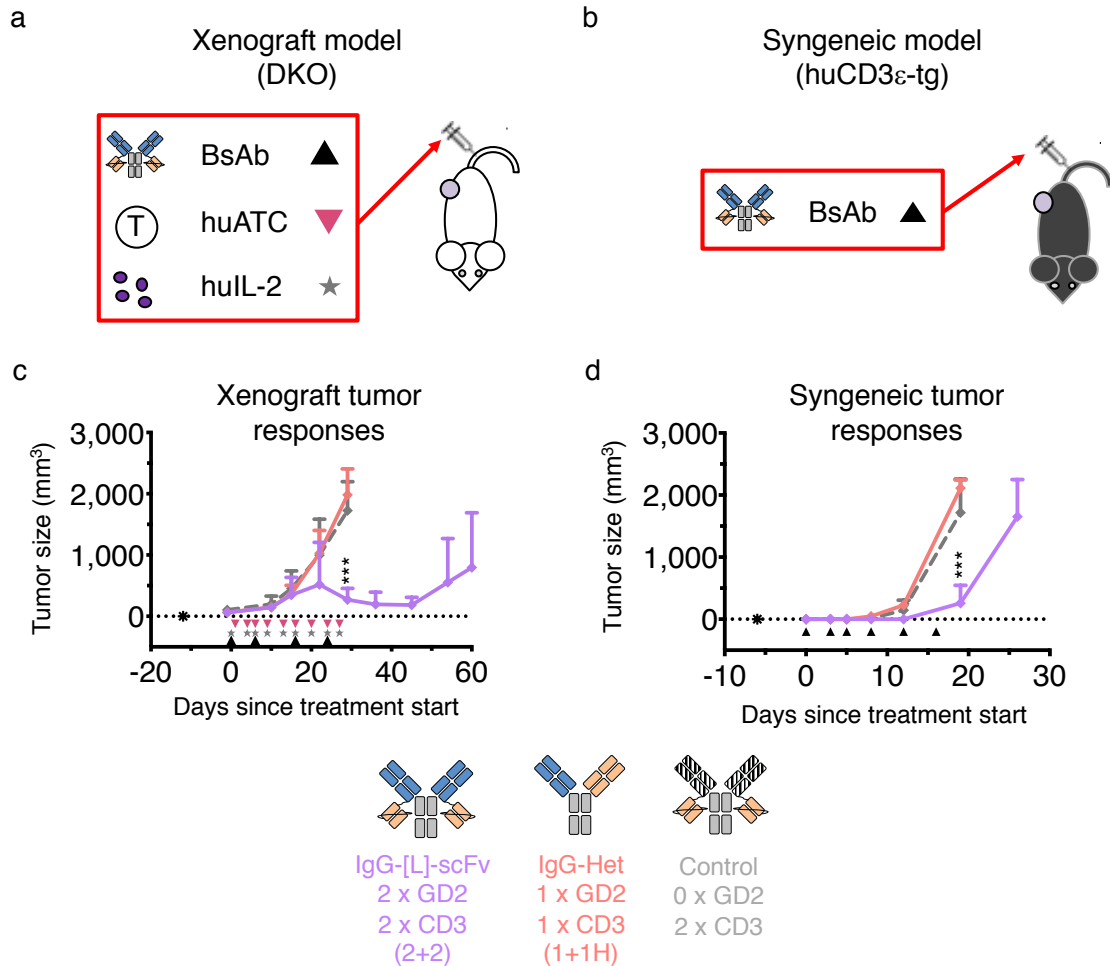 a
Xenograft model
(DKO)
BsAb
T
huATC
huIL-2
b
Syngeneic model
(huCD3ε-tg)
BsAb
c
Xenograft tumor
responses
Tumor size (mm³)
3,000
2,000
1,000
0
***
*
-20
0
20
40
60
Days since treatment start
d
Syngeneic tumor
responses
Tumor size (mm³)
3,000
2,000
1,000
0
***
*
-10
0
10
20
30
Days since treatment start
IgG-[L]-scFv
2 x GD2
2 x CD3
(2+2)
IgG-Het
1 x GD2
1 x CD3
(1+1H)
Control
0 x GD2
2 x CD3